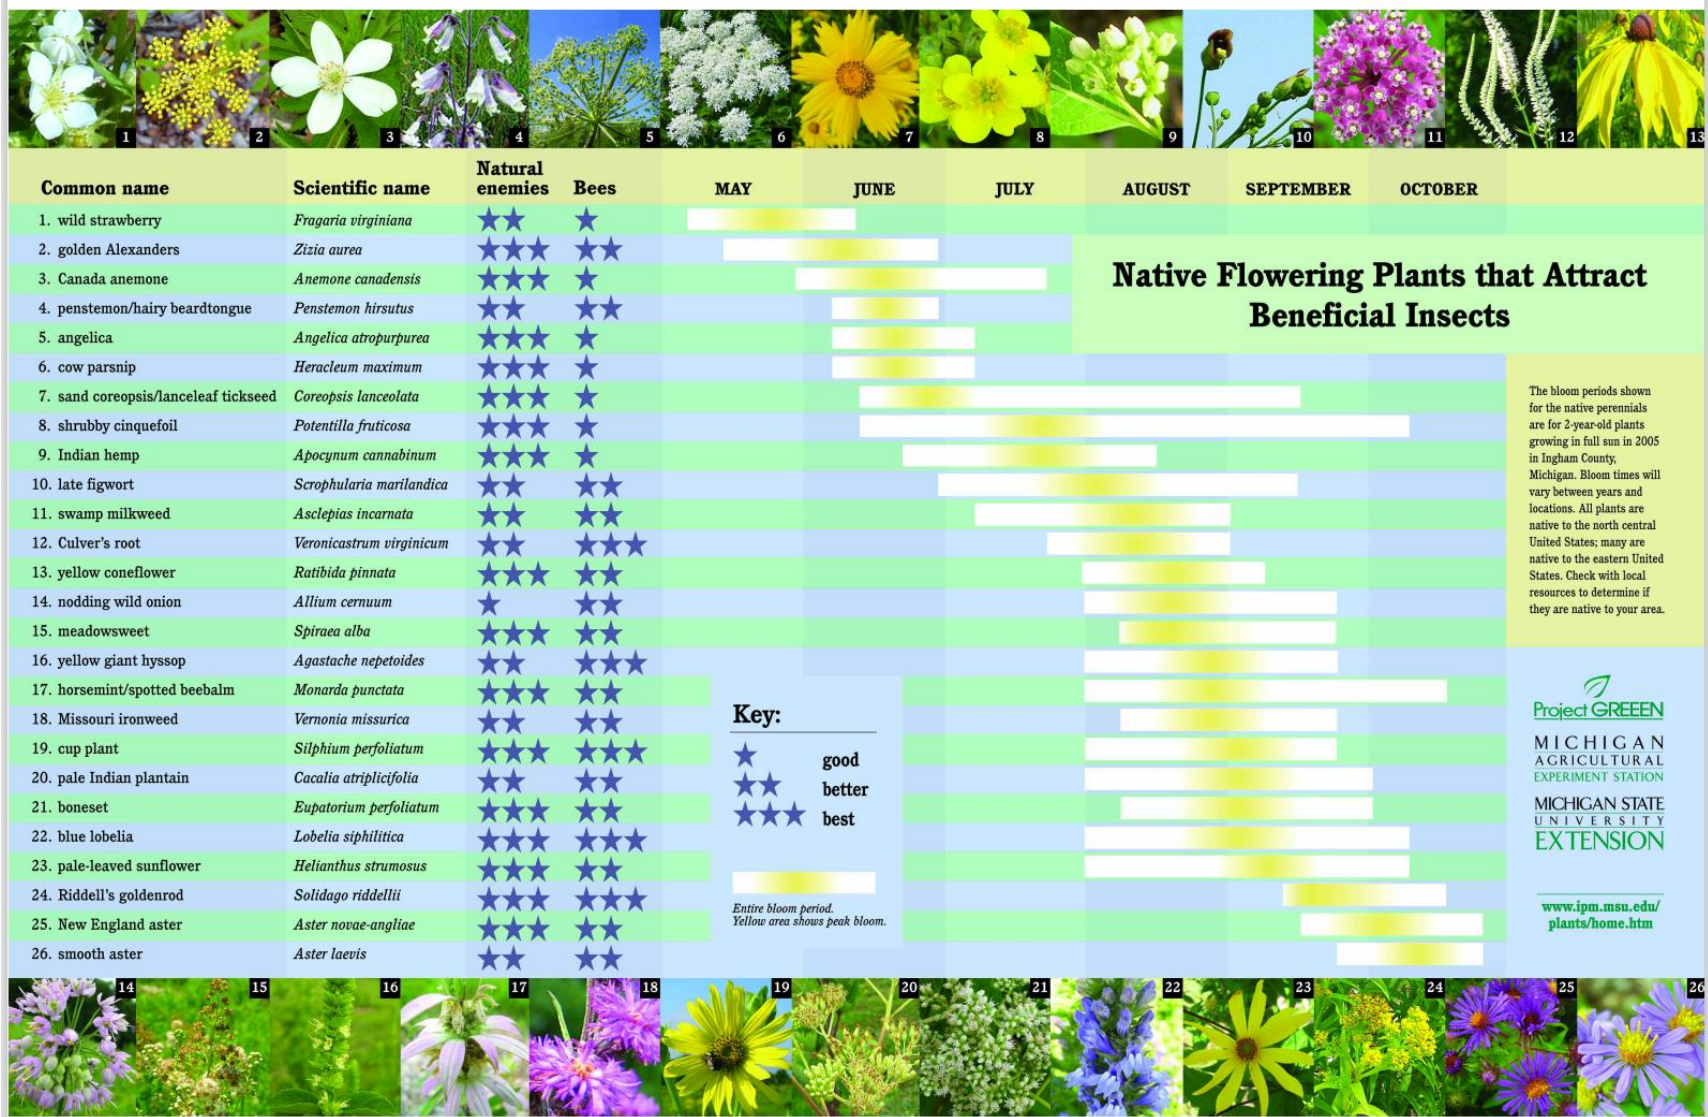 1 2 3 4 5 6 7 8 9 10 11 12 13
Common name Scientific name Natural enemies Bees MAY JUNE JULY AUGUST SEPTEMBER OCTOBER
1. wild strawberry Fragaria virginiana
2. golden Alexanders Zizia aurea
3. Canada anemone Anemone canadensis
4. penstemon/hairy beardtongue Penstemon hirsutus
5. angelica Angelica atropurpurea
6. cow parsnip Heracleum maximum
7. sand coreopsis/lanceleaf tickseed Coreopsis lanceolata
8. shrubby cinquefoil Potentilla fruticosa
9. Indian hemp Apocynum cannabinum
10. late figwort Scrophularia marilandica
11. swamp milkweed Asclepias incarnata
12. Culver's root Veronicastrum virginicum
13. yellow coneflower Ratibida pinnata
14. nodding wild onion Allium cernuum
15. meadowsweet Spiraea alba
16. yellow giant hyssop Agastache nepetoides
17. horsemint/spotted beebalm Monarda punctata
18. Missouri ironweed Vernonia missurica
19. cup plant Silphium perfoliatum
20. pale Indian plantain Cacalia atriplicifolia
21. boneset Eupatorium perfoliatum
22. blue lobelia Lobelia siphilitica
23. pale-leaved sunflower Helianthus strumosus
24. Riddell's goldenrod Solidago riddellii
25. New England aster Aster novae-angliae
26. smooth aster Aster laevis
Native Flowering Plants that Attract
Beneficial Insects
The bloom periods shown
for the native perennials
are for 2-year-old plants
growing in full sun in 2005
in Ingham County,
Michigan. Bloom times will
vary between years and
locations. All plants are
native to the north central
United States; many are
native to the eastern United
States. Check with local
resources to determine if
they are native to your area.
Key:
good
better
best
Entire bloom period.
Yellow area shows peak bloom.
Project GREEEN
MICHIGAN
AGRICULTURAL
EXPERIMENT STATION
MICHIGAN STATE
UNIVERSITY
EXTENSION
www.ipm.msu.edu/
plants/home.htm
14 15 16 17 18 19 20 21 22 23 24 25 26